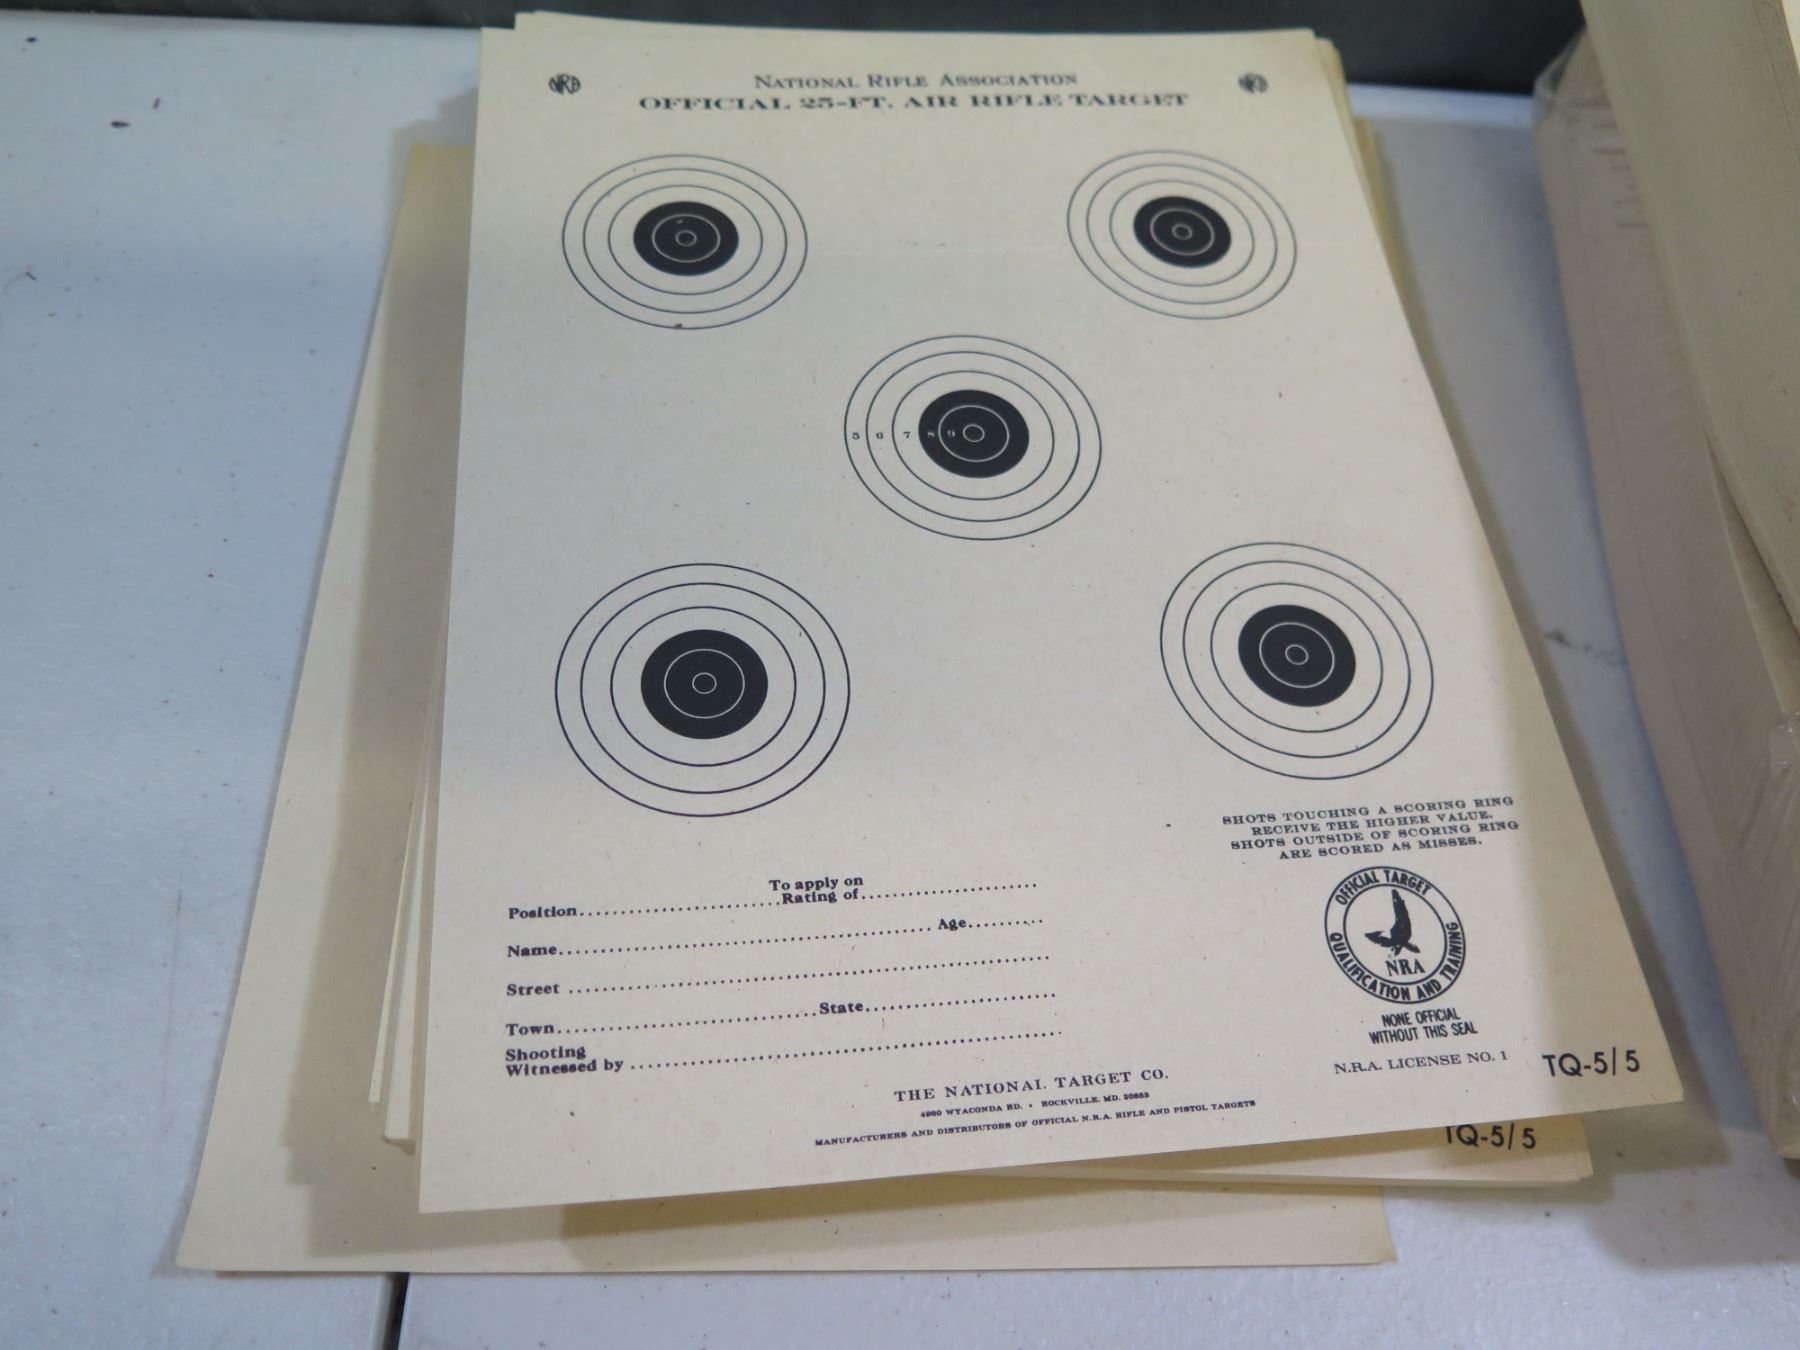 NRA NATIONAL RIFLE ASSOCIATION NRA
OFFICIAL 25-FT. AIR RIFLE TARGET
5 6 7 8 9
SHOTS TOUCHING A SCORING RING
RECEIVE THE HIGHER VALUE.
SHOTS OUTSIDE OF SCORING RING
ARE SCORED AS MISSES.
To apply on
Position..............................Rating of..............................
Name..............................Age..............................
Street ..............................
Town..............................State..............................
Shooting
Witnessed by ..............................
OFFICIAL TARGET
NRA
QUALIFICATION AND TRAINING
NONE OFFICIAL
WITHOUT THIS SEAL
N.R.A. LICENSE NO. 1 TQ-5/5
THE NATIONAL TARGET CO.
4960 WYACONDA RD. • ROCKVILLE, MD. 20852
MANUFACTURERS AND DISTRIBUTORS OF OFFICIAL N.R.A. RIFLE AND PISTOL TARGETS
TQ-5/5